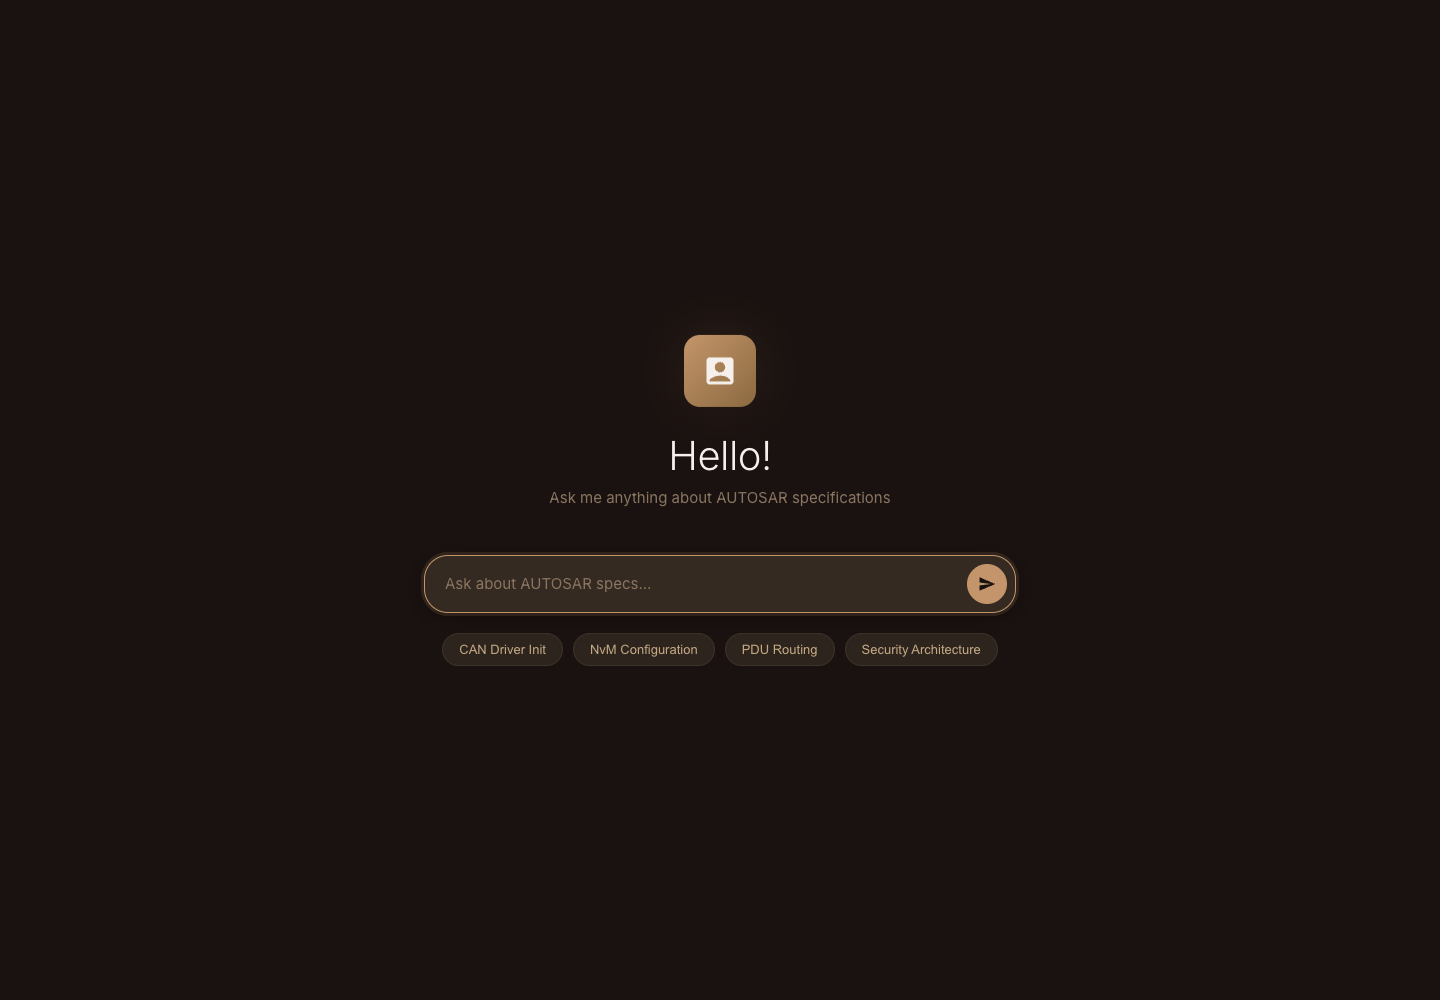 Hello!
Ask me anything about AUTOSAR specifications
Ask about AUTOSAR specs...
CAN Driver Init
NvM Configuration
PDU Routing
Security Architecture